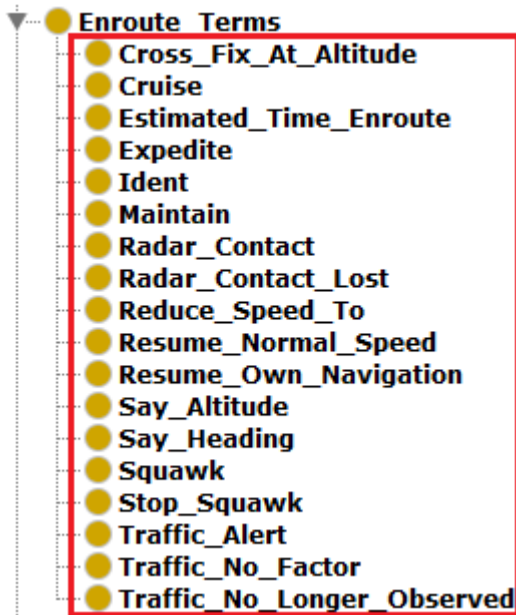 Enroute_Terms
Cross_Fix_At_Altitude
Cruise
Estimated_Time_Enroute
Expedite
Ident
Maintain
Radar_Contact
Radar_Contact_Lost
Reduce_Speed_To
Resume_Normal_Speed
Resume_Own_Navigation
Say_Altitude
Say_Heading
Squawk
Stop_Squawk
Traffic_Alert
Traffic_No_Factor
Traffic_No_Longer_Observed